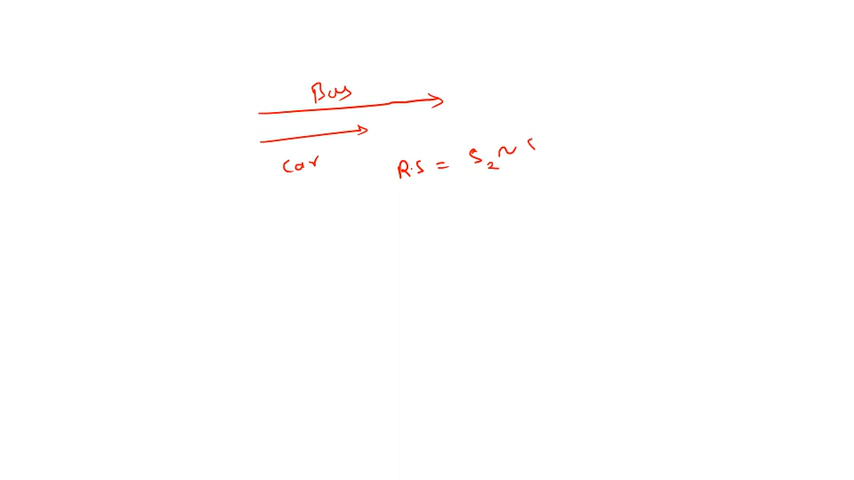 Bus
Car
R.S = S₂ ~